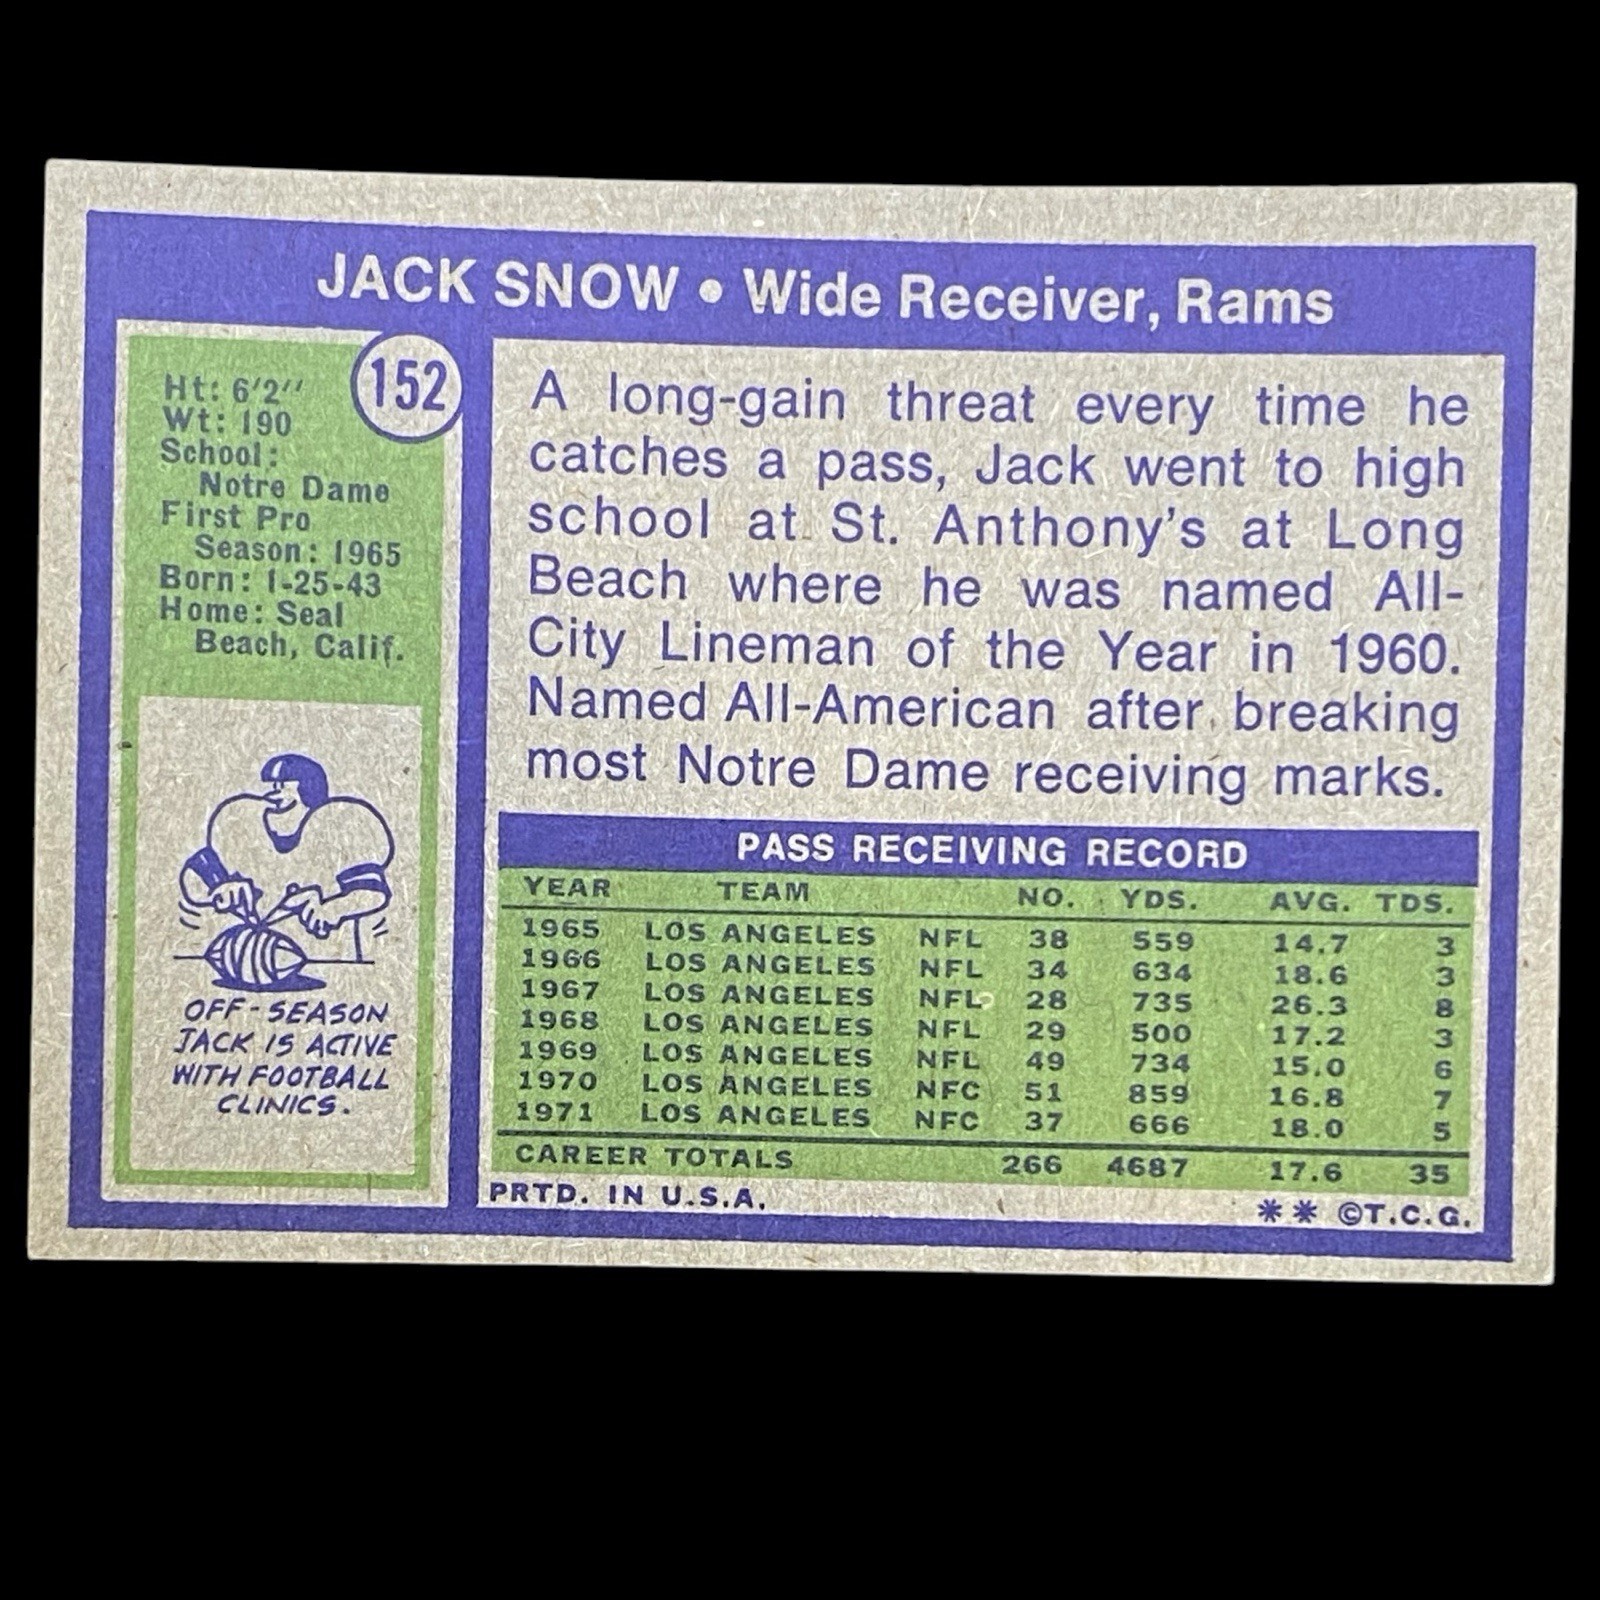 JACK SNOW • Wide Receiver, Rams
152
Ht: 6'2''
Wt: 190
School:
Notre Dame
First Pro
Season: 1965
Born: 1-25-43
Home: Seal
Beach, Calif.
OFF-SEASON
JACK IS ACTIVE
WITH FOOTBALL
CLINICS.
A long-gain threat every time he
catches a pass, Jack went to high
school at St. Anthony's at Long
Beach where he was named All-
City Lineman of the Year in 1960.
Named All-American after breaking
most Notre Dame receiving marks.
PASS RECEIVING RECORD
YEAR TEAM NO. YDS. AVG. TDS.
1965 LOS ANGELES NFL 38 559 14.7 3
1966 LOS ANGELES NFL 34 634 18.6 3
1967 LOS ANGELES NFL 28 735 26.3 8
1968 LOS ANGELES NFL 29 500 17.2 3
1969 LOS ANGELES NFL 49 734 15.0 6
1970 LOS ANGELES NFC 51 859 16.8 7
1971 LOS ANGELES NFC 37 666 18.0 5
CAREER TOTALS 266 4687 17.6 35
PRTD. IN U.S.A. ** ©T.C.G.